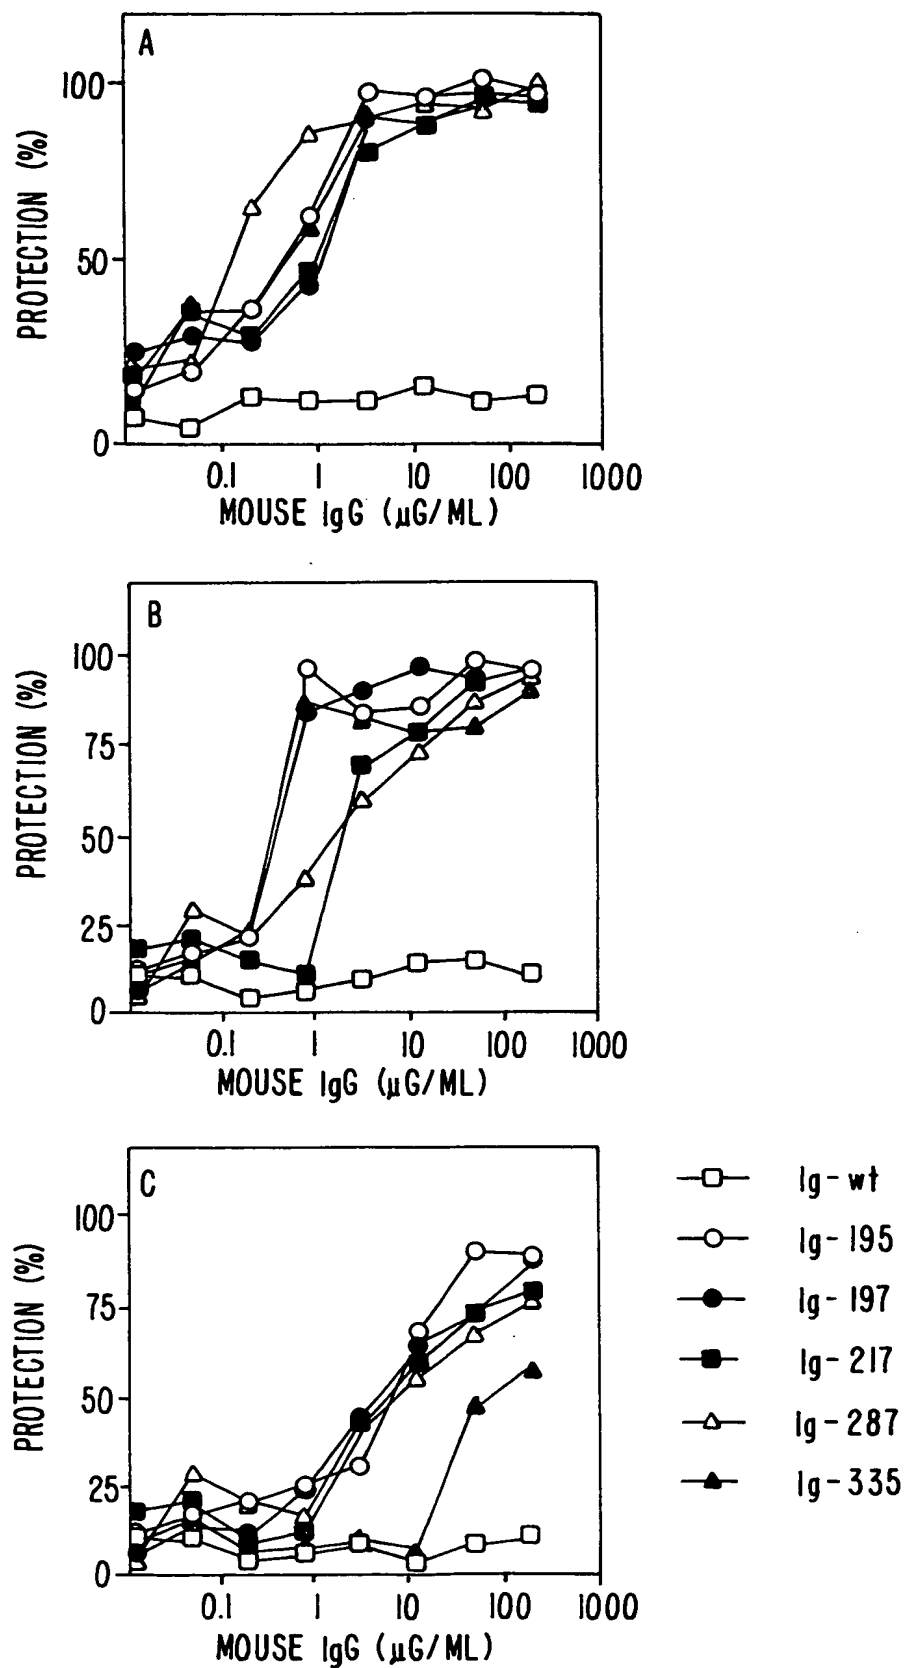 A
PROTECTION (%)
100
50
0
0.1 1 10 100 1000
MOUSE IgG (μG/ML)
B
PROTECTION (%)
100
75
50
25
0
0.1 1 10 100 1000
MOUSE IgG (μG/ML)
C
PROTECTION (%)
100
75
50
25
0
0.1 1 10 100 1000
MOUSE IgG (μG/ML)
Ig-wt
Ig-195
Ig-197
Ig-217
Ig-287
Ig-335